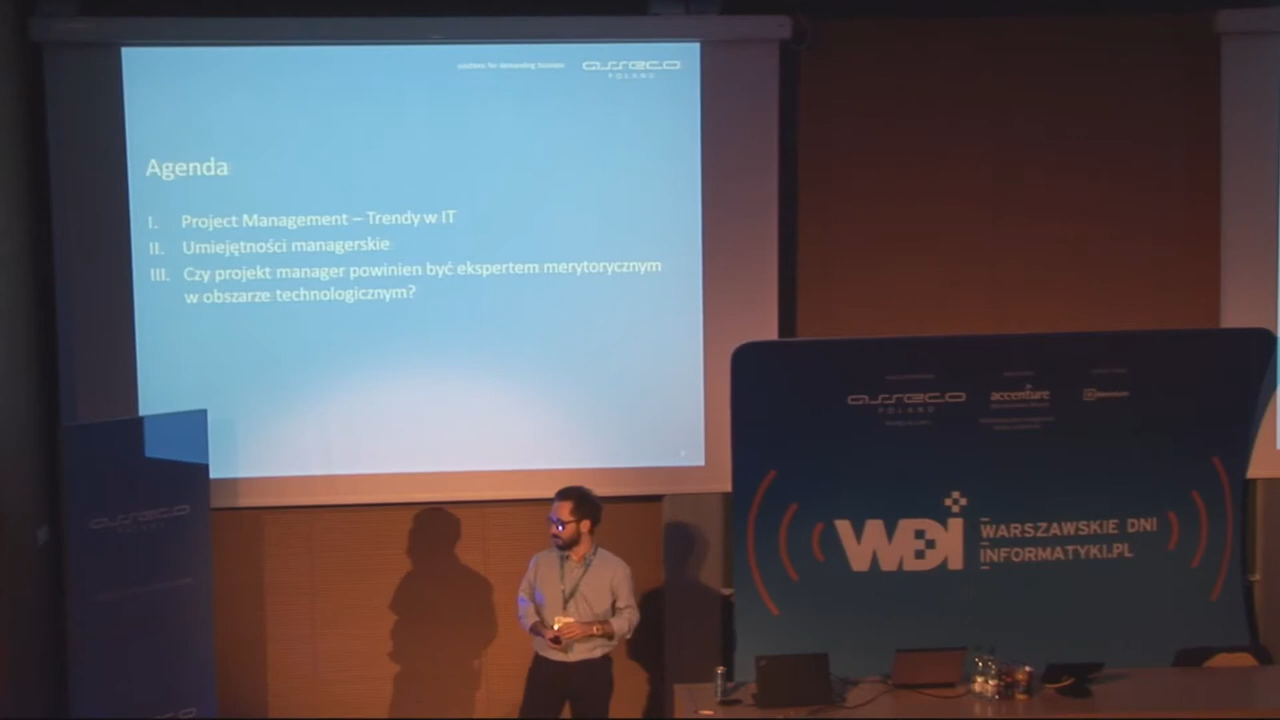 solutions for demanding business
asseco
POLAND
Agenda
I. Project Management – Trendy w IT
II. Umiejętności managerskie
III. Czy projekt manager powinien być ekspertem merytorycznym
w obszarze technologicznym?
asseco
POLAND
accenture
WDI
WARSZAWSKIE DNI
INFORMATYKI.PL
asseco
POLAND